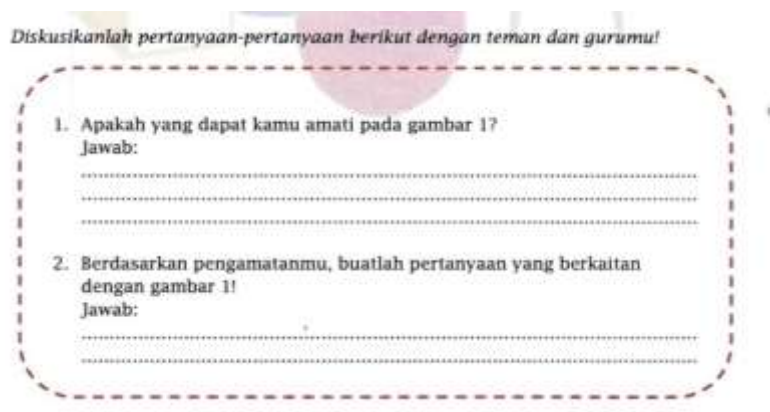 Diskusikanlah pertanyaan-pertanyaan berikut dengan teman dan gurumu!
1. Apakah yang dapat kamu amati pada gambar 1?
Jawab:
2. Berdasarkan pengamatanmu, buatlah pertanyaan yang berkaitan
dengan gambar 1!
Jawab: